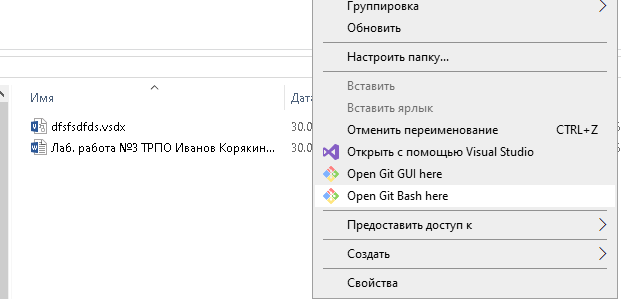 Группировка
Обновить
Настроить папку...
Имя
Дата
Вставить
Вставить ярлык
dfsfsdfds.vsdx
30.0
Отменить переименование CTRL+Z
Лаб. работа №3 ТРПО Иванов Корякин...
30.0
Открыть с помощью Visual Studio
Open Git GUI here
Open Git Bash here
Предоставить доступ к
Создать
Свойства